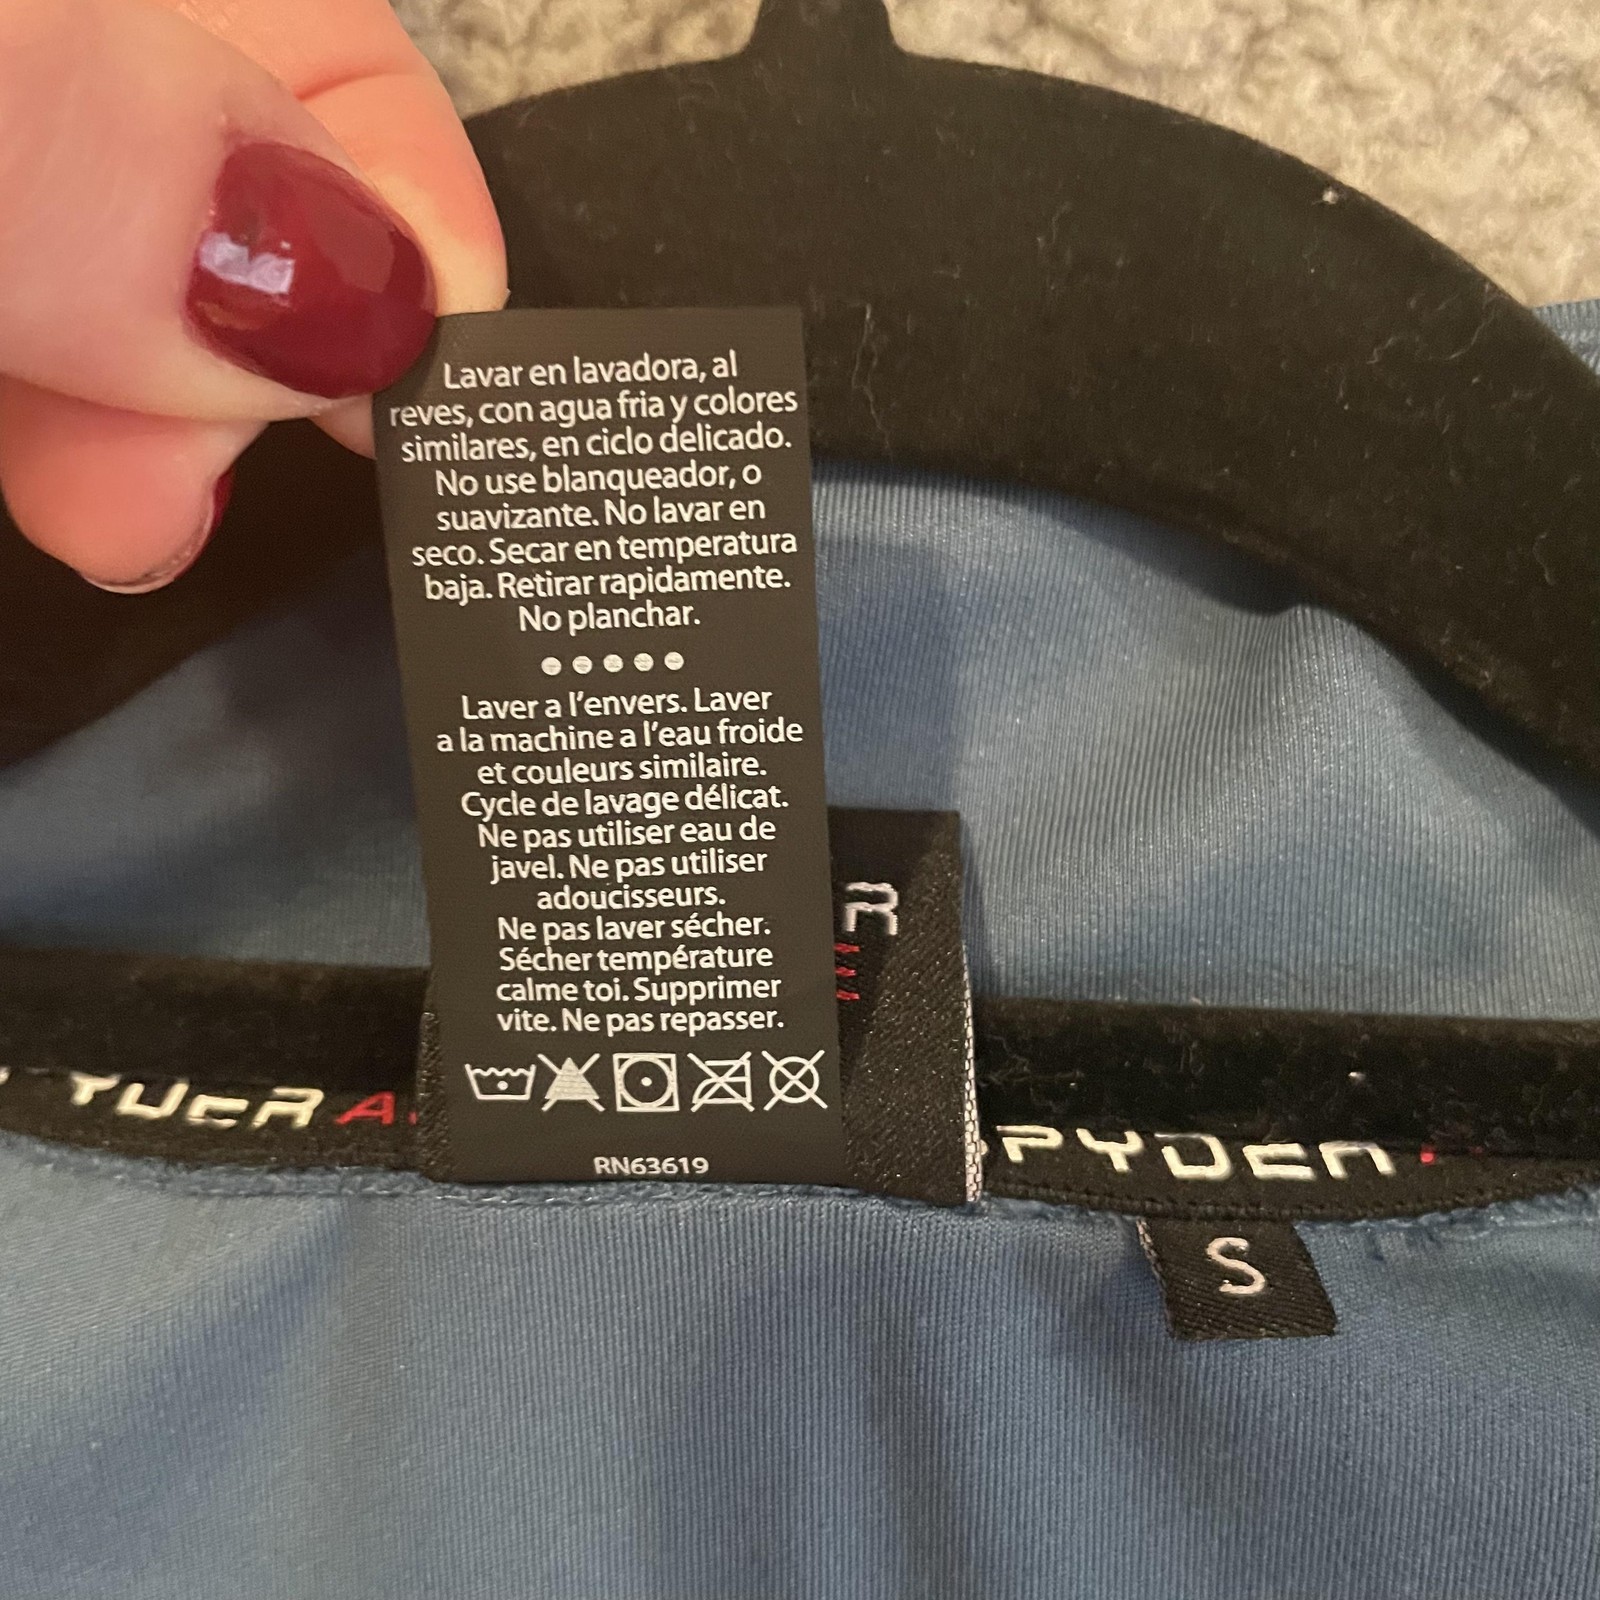 Lavar en lavadora, al
reves, con agua fria y colores
similares, en ciclo delicado.
No use blanqueador, o
suavizante. No lavar en
seco. Secar en temperatura
baja. Retirar rapidamente.
No planchar.
Laver a l'envers. Laver
a la machine a l'eau froide
et couleurs similaire.
Cycle de lavage délicat.
Ne pas utiliser eau de
javel. Ne pas utiliser
adoucisseurs.
Ne pas laver sécher.
Sécher température
calme toi. Supprimer
vite. Ne pas repasser.
RN63619
R
YDER A
SPYDER
S